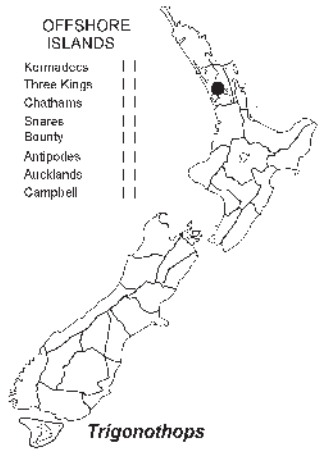 OFFSHORE
ISLANDS
Kermadecs | |
Three Kings | |
Chathams | |
Snares | |
Bounty | |
Antipodes | |
Aucklands | |
Campbell | |
Trigonothops